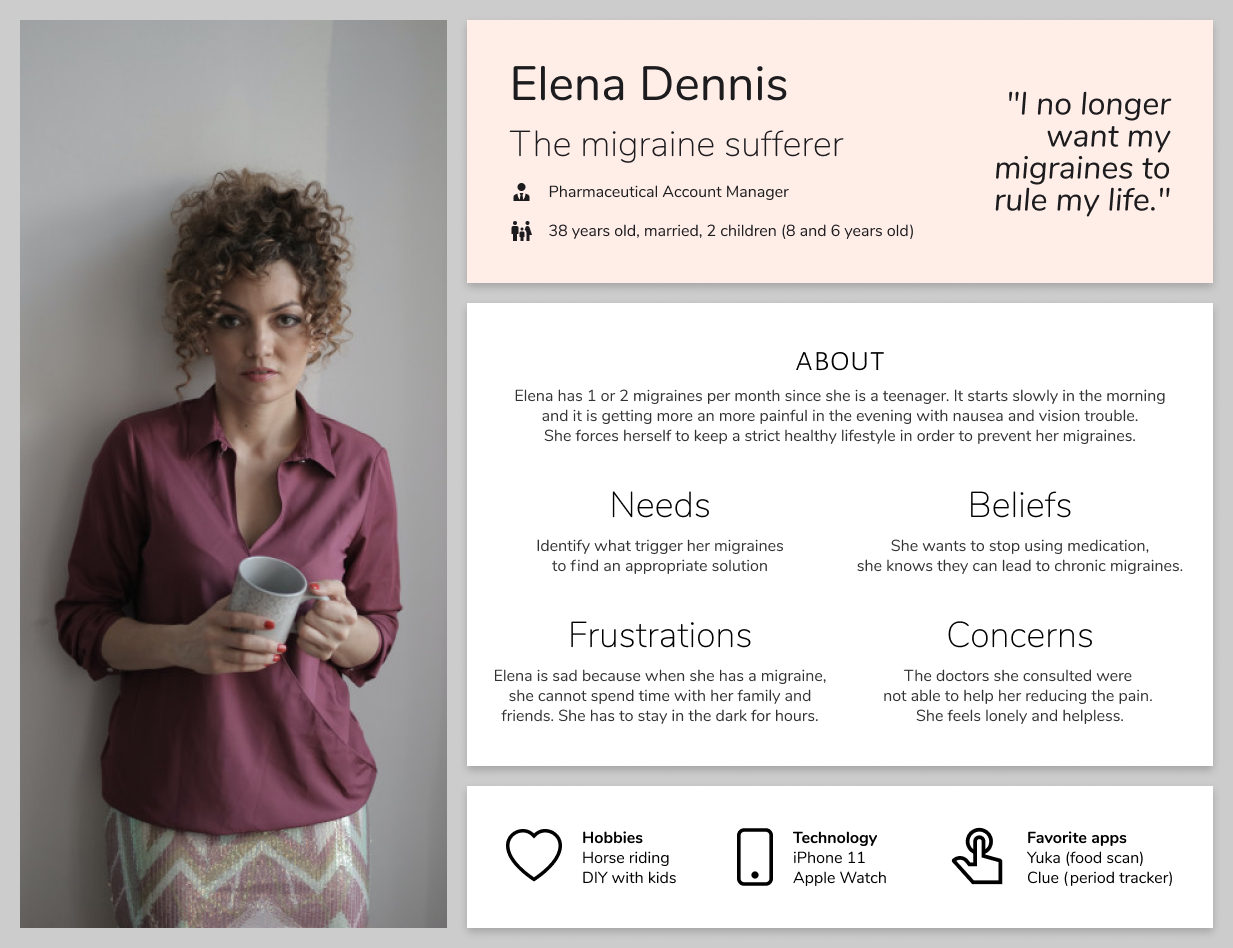 Elena Dennis
The migraine sufferer
Pharmaceutical Account Manager
38 years old, married, 2 children (8 and 6 years old)
"I no longer
want my
migraines to
rule my life."
ABOUT
Elena has 1 or 2 migraines per month since she is a teenager. It starts slowly in the morning
and it is getting more an more painful in the evening with nausea and vision trouble.
She forces herself to keep a strict healthy lifestyle in order to prevent her migraines.
Needs
Identify what trigger her migraines
to find an appropriate solution
Beliefs
She wants to stop using medication,
she knows they can lead to chronic migraines.
Frustrations
Elena is sad because when she has a migraine,
she cannot spend time with her family and
friends. She has to stay in the dark for hours.
Concerns
The doctors she consulted were
not able to help her reducing the pain.
She feels lonely and helpless.
Hobbies
Horse riding
DIY with kids
Technology
iPhone 11
Apple Watch
Favorite apps
Yuka (food scan)
Clue (period tracker)